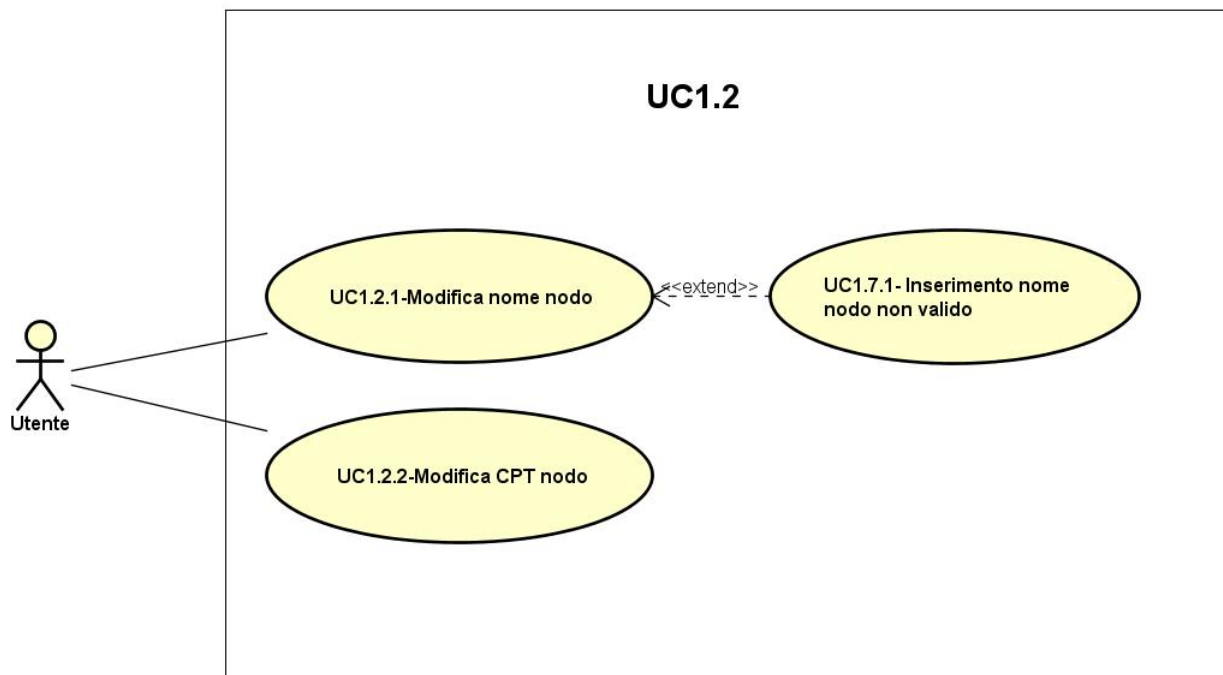 UC1.2
UC1.2.1-Modifica nome nodo
<<extend>>
UC1.7.1- Inserimento nome
nodo non valido
Utente
UC1.2.2-Modifica CPT nodo